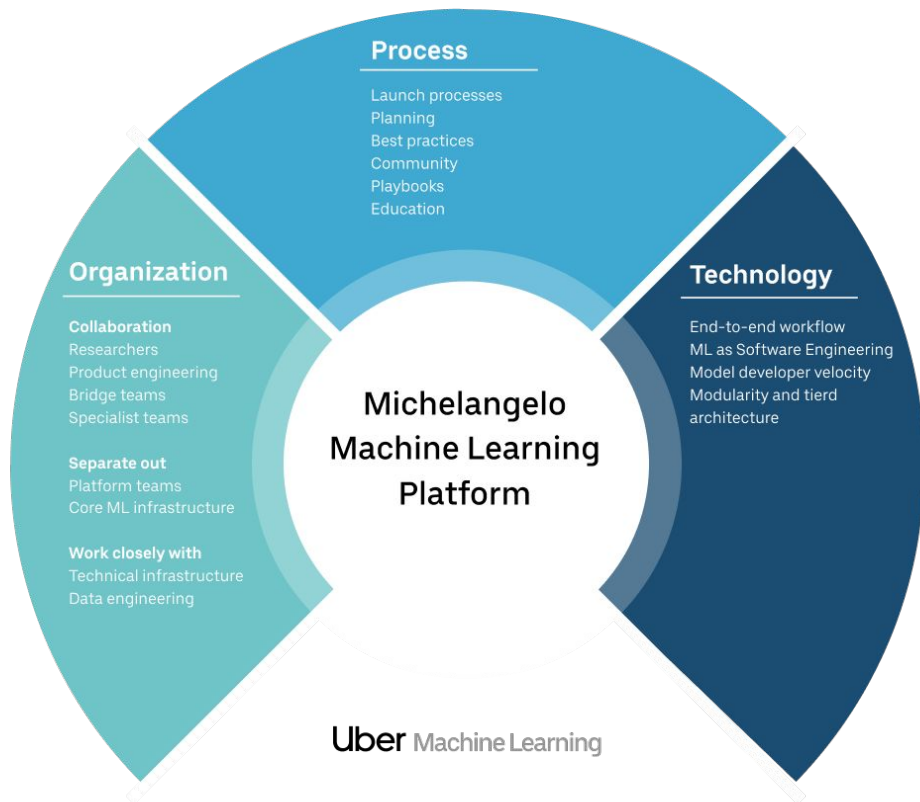 Process
Launch processes
Planning
Best practices
Community
Playbooks
Education
Organization
Collaboration
Researchers
Product engineering
Bridge teams
Specialist teams
Separate out
Platform teams
Core ML infrastructure
Work closely with
Technical infrastructure
Data engineering
Technology
End-to-end workflow
ML as Software Engineering
Model developer velocity
Modularity and tierd
architecture
Michelangelo
Machine Learning
Platform
Uber Machine Learning